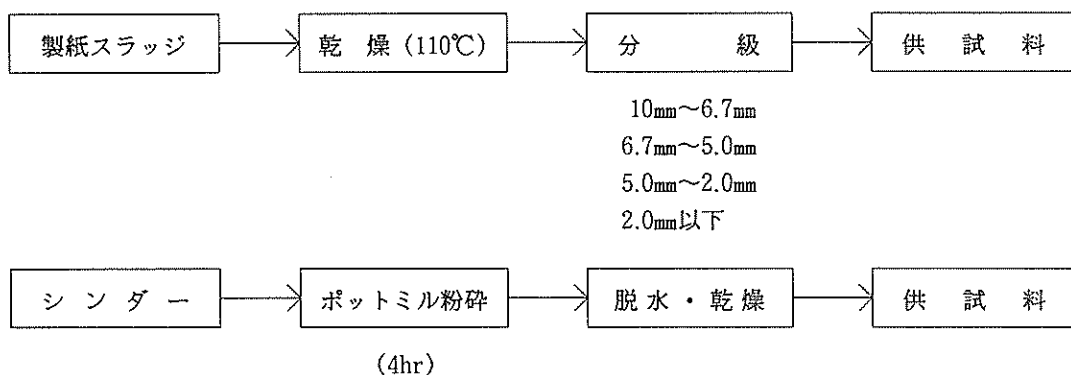 製紙スラッジ 乾燥(110℃) 分級 供試料
10mm～6.7mm
6.7mm～5.0mm
5.0mm～2.0mm
2.0mm以下
シンダー ポットミル粉砕 脱水・乾燥 供試料
(4hr)